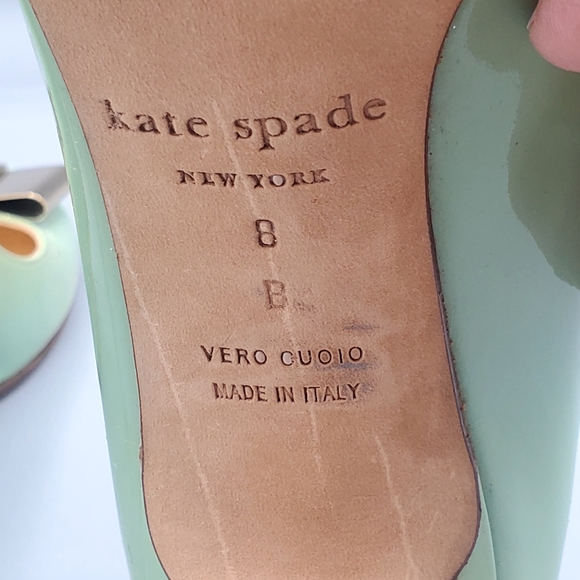 kate spade
NEW YORK
8
B
VERO CUOIO
MADE IN ITALY